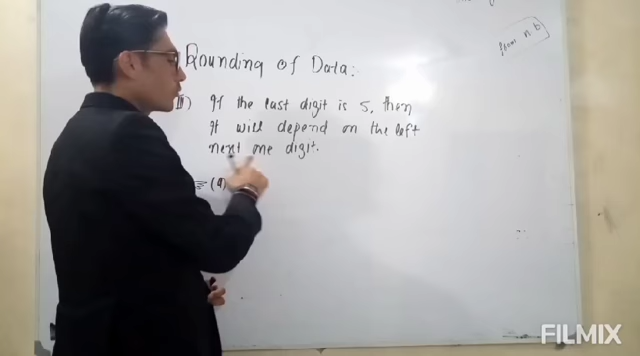 Rounding of Data:
III) If the last digit is 5, then
it will depend on the left
next one digit.
from n b
FILMIX